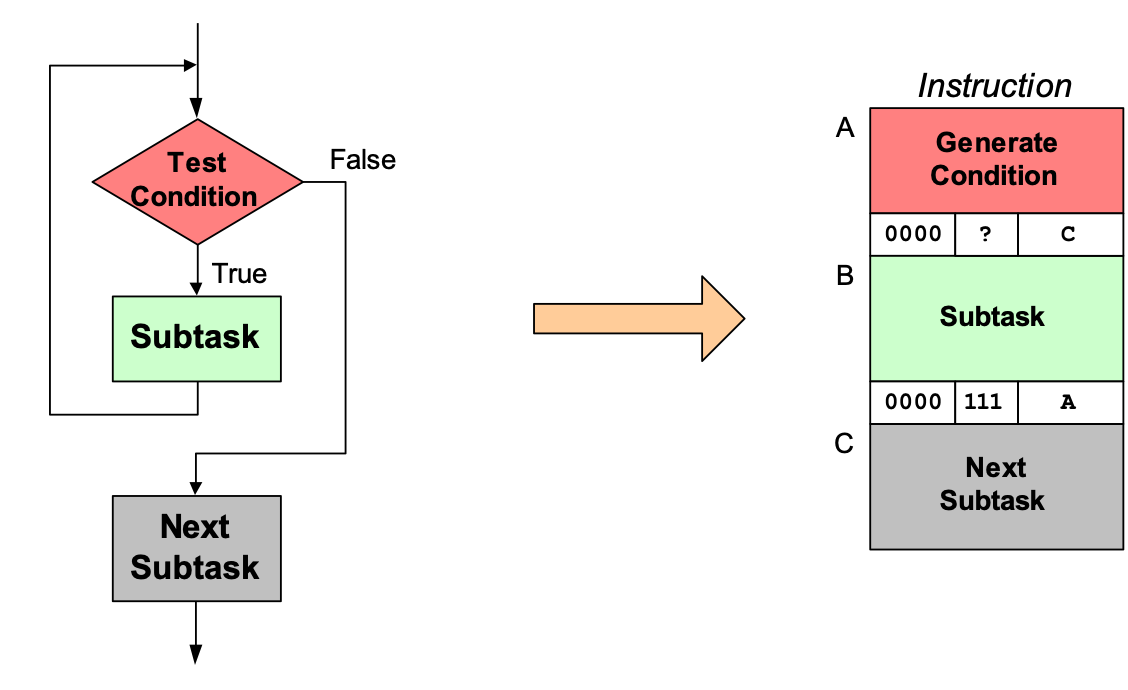 Test
Condition
False
True
Subtask
Next
Subtask
Instruction
A
Generate
Condition
0000 ? C
B
Subtask
0000 111 A
C
Next
Subtask